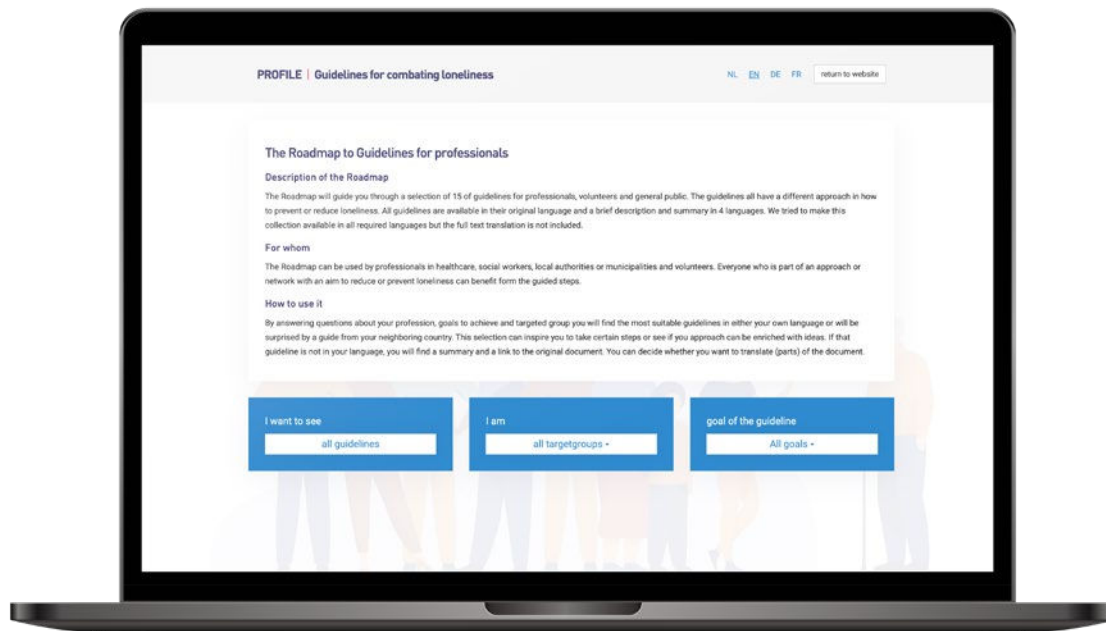 PROFILE | Guidelines for combating loneliness
NL EN DE FR return to website
The Roadmap to Guidelines for professionals
Description of the Roadmap
The Roadmap will guide you through a selection of 15 of guidelines for professionals, volunteers and general public. The guidelines all have a different approach in how
to prevent or reduce loneliness. All guidelines are available in their original language and a brief description and summary in 4 languages. We tried to make this
collection available in all required languages but the full text translation is not included.
For whom
The Roadmap can be used by professionals in healthcare, social workers, local authorities or municipalities and volunteers. Everyone who is part of an approach or
network with an aim to reduce or prevent loneliness can benefit form the guided steps.
How to use it
By answering questions about your profession, goals to achieve and targeted group you will find the most suitable guidelines in either your own language or will be
surprised by a guide from your neighboring country. This selection can inspire you to take certain steps or see if you approach can be enriched with ideas. If that
guideline is not in your language, you will find a summary and a link to the original document. You can decide whether you want to translate (parts) of the document.
I want to see
all guidelines
I am
all targetgroups
goal of the guideline
All goals